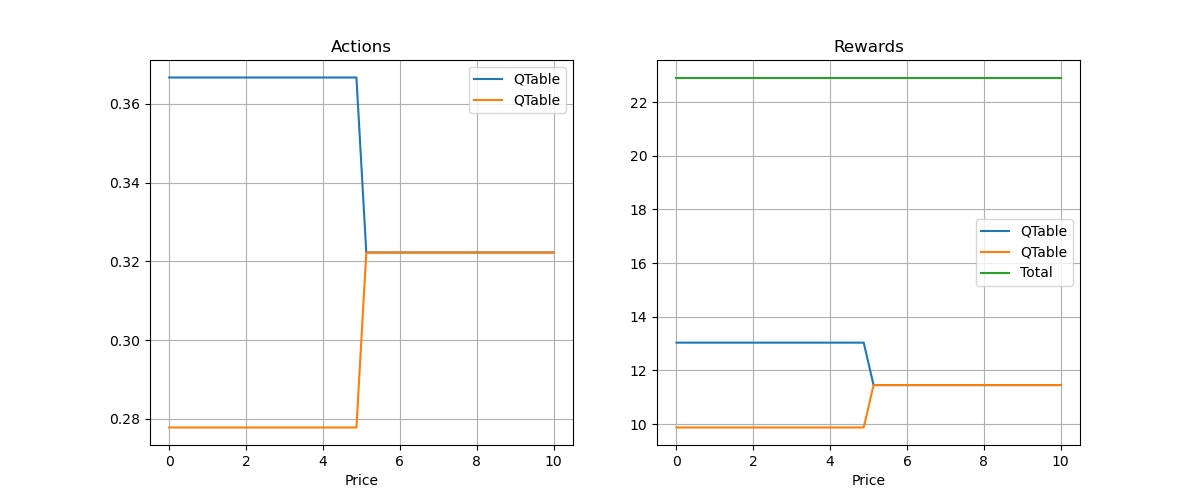 Actions
QTable
QTable
0.36
0.34
0.32
0.30
0.28
0 2 4 6 8 10
Price
Rewards
22
20
18
16
14
12
10
QTable
QTable
Total
0 2 4 6 8 10
Price